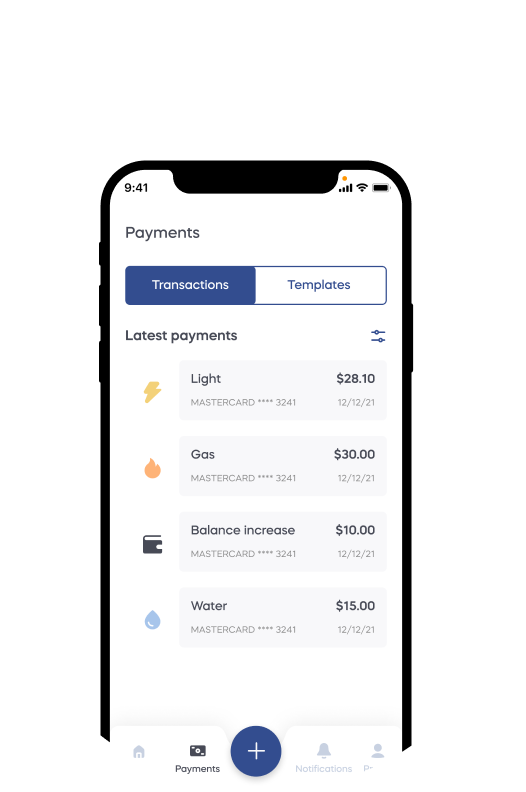 9:41
Payments
Transactions Templates
Latest payments
Light $28.10
MASTERCARD **** 3241 12/12/21
Gas $30.00
MASTERCARD **** 3241 12/12/21
Balance increase $10.00
MASTERCARD **** 3241 12/12/21
Water $15.00
MASTERCARD **** 3241 12/12/21
Payments Notifications